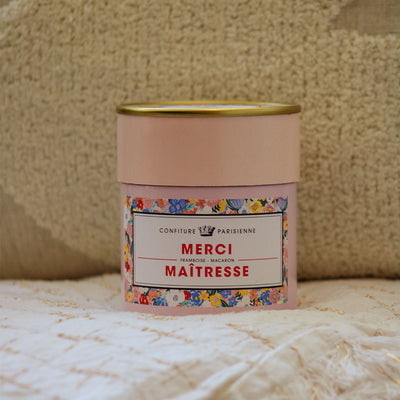 CONFITURE PARISIENNE
MERCI
FRAMBOISE - MACARON
MAÎTRESSE